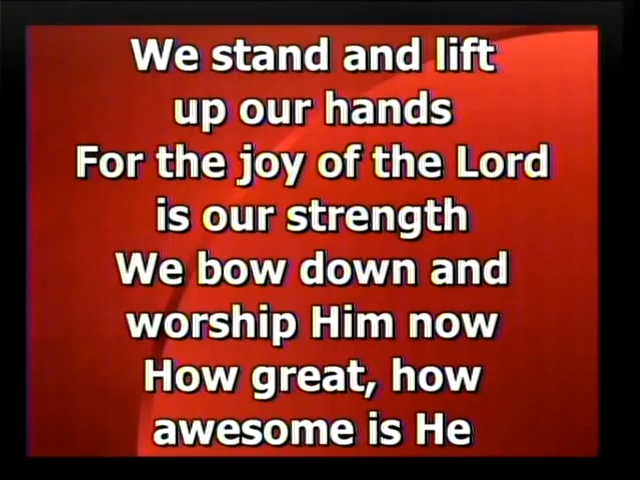 We stand and lift
up our hands
For the joy of the Lord
is our strength
We bow down and
worship Him now
How great, how
awesome is He